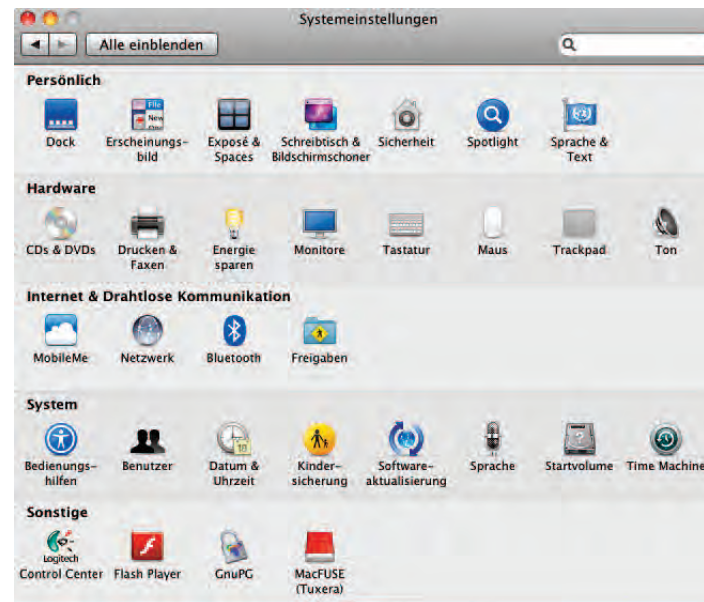 Systemeinstellungen
Alle einblenden
Persönlich
Dock
Erscheinungs-
bild
Exposé &
Spaces
Schreibtisch &
Bildschirmschoner
Sicherheit
Spotlight
Sprache &
Text
Hardware
CDs & DVDs
Drucken &
Faxen
Energie
sparen
Monitore
Tastatur
Maus
Trackpad
Ton
Internet & Drahtlose Kommunikation
MobileMe
Netzwerk
Bluetooth
Freigaben
System
Bedienungs-
hilfen
Benutzer
Datum &
Uhrzeit
Kinder-
sicherung
Software-
aktualisierung
Sprache
Startvolume
Time Machine
Sonstige
Logitech
Control Center
Flash Player
GnuPG
MacFUSE
(Tuxera)